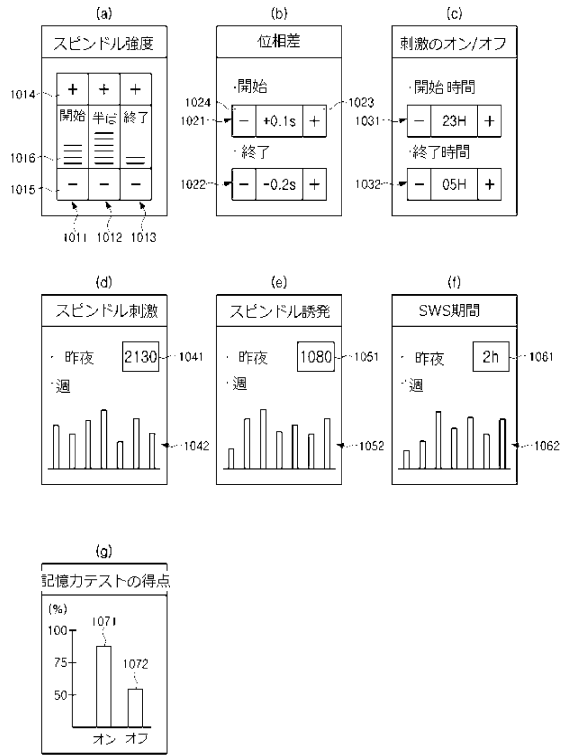 (a)
スピンドル強度
1014
+ + +
開始 半ば 終了
1016
1015
− − −
1011 1012 1013
(b)
位相差
·開始
1024 1023
1021
− +0.1s +
·終了
1022
− -0.2s +
(c)
刺激のオン/オフ
·開始時間
1031
− 23H +
·終了時間
1032
− 05H +
(d)
スピンドル刺激
· 昨夜 2130 1041
·週
1042
(e)
スピンドル誘発
· 昨夜 1080 1051
·週
1052
(f)
SWS期間
· 昨夜 2h 1061
·週
1062
(g)
記憶力テストの得点
(%)
1071
100
1072
75
50
オン オフ